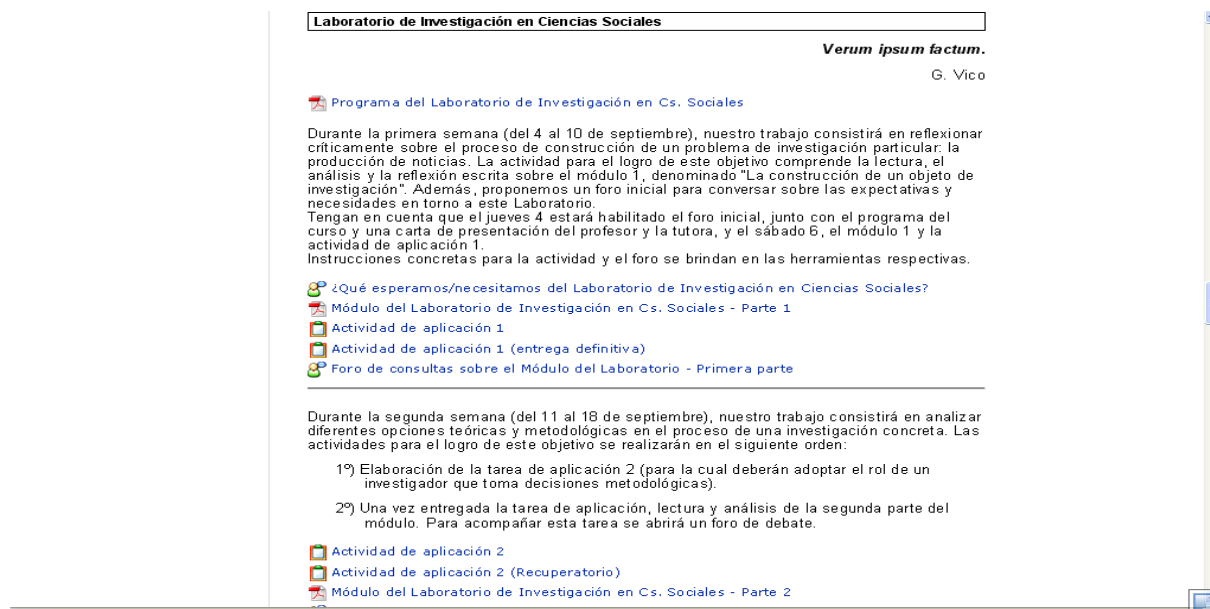 Laboratorio de Investigación en Ciencias Sociales
Verum ipsum factum.
G. Vico
Programa del Laboratorio de Investigación en Cs. Sociales
Durante la primera semana (del 4 al 10 de septiembre), nuestro trabajo consistirá en reflexionar
críticamente sobre el proceso de construcción de un problema de investigación particular: la
producción de noticias. La actividad para el logro de este objetivo comprende la lectura, el
análisis y la reflexión escrita sobre el módulo 1, denominado "La construcción de un objeto de
investigación". Además, proponemos un foro inicial para conversar sobre las expectativas y
necesidades en torno a este Laboratorio.
Tengan en cuenta que el jueves 4 estará habilitado el foro inicial, junto con el programa del
curso y una carta de presentación del profesor y la tutora, y el sábado 6, el módulo 1 y la
actividad de aplicación 1.
Instrucciones concretas para la actividad y el foro se brindan en las herramientas respectivas.
¿Qué esperamos/necesitamos del Laboratorio de Investigación en Ciencias Sociales?
Módulo del Laboratorio de Investigación en Cs. Sociales - Parte 1
Actividad de aplicación 1
Actividad de aplicación 1 (entrega definitiva)
Foro de consultas sobre el Módulo del Laboratorio - Primera parte
Durante la segunda semana (del 11 al 18 de septiembre), nuestro trabajo consistirá en analizar
diferentes opciones teóricas y metodológicas en el proceso de una investigación concreta. Las
actividades para el logro de este objetivo se realizarán en el siguiente orden:
1º) Elaboración de la tarea de aplicación 2 (para la cual deberán adoptar el rol de un
investigador que toma decisiones metodológicas).
2º) Una vez entregada la tarea de aplicación, lectura y análisis de la segunda parte del
módulo. Para acompañar esta tarea se abrirá un foro de debate.
Actividad de aplicación 2
Actividad de aplicación 2 (Recuperatorio)
Módulo del Laboratorio de Investigación en Cs. Sociales - Parte 2